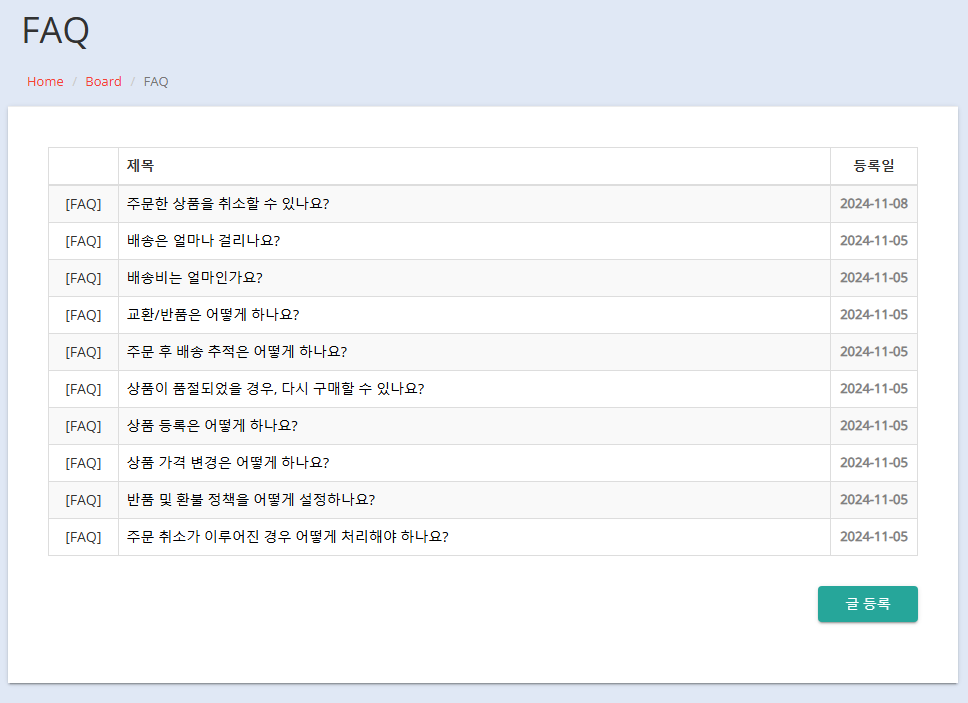 FAQ
Home / Board / FAQ
제목 등록일
[FAQ] 주문한 상품을 취소할 수 있나요? 2024-11-08
[FAQ] 배송은 얼마나 걸리나요? 2024-11-05
[FAQ] 배송비는 얼마인가요? 2024-11-05
[FAQ] 교환/반품은 어떻게 하나요? 2024-11-05
[FAQ] 주문 후 배송 추적은 어떻게 하나요? 2024-11-05
[FAQ] 상품이 품절되었을 경우, 다시 구매할 수 있나요? 2024-11-05
[FAQ] 상품 등록은 어떻게 하나요? 2024-11-05
[FAQ] 상품 가격 변경은 어떻게 하나요? 2024-11-05
[FAQ] 반품 및 환불 정책을 어떻게 설정하나요? 2024-11-05
[FAQ] 주문 취소가 이루어진 경우 어떻게 처리해야 하나요? 2024-11-05
글 등록